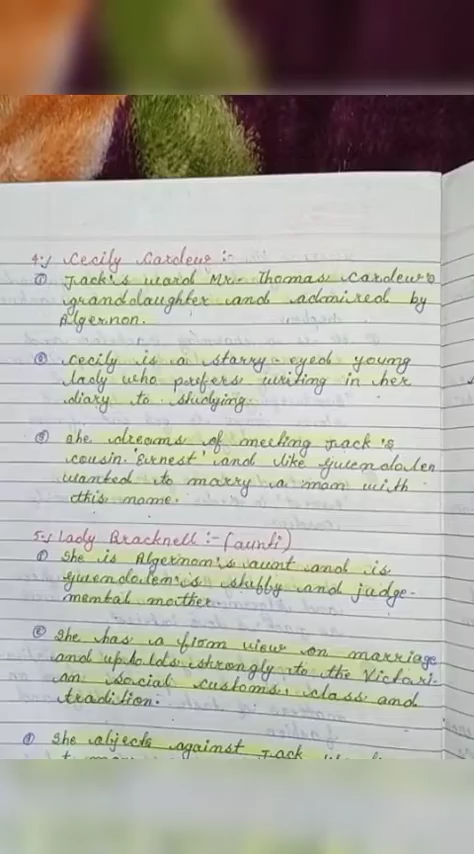 4:) Cecily Cardew :-
① Jack's ward Mr. Thomas Cardew's
granddaughter and admired by
Algernon.
② Cecily is a starry-eyed young
lady who prefers writing in her
diary to studying.
③ She dreams of meeting Jack's
cousin 'Ernest' and like Gwendolen
wanted to marry a man with
this name.
5:) Lady Bracknell :- (aunt)
① She is Algernon's aunt and is
Gwendolen's stubby and judge-
mental mother.
② She has a firm view on marriage
and upholds strongly to the Victori-
an social customs, class and
tradition.
She objects against Jack